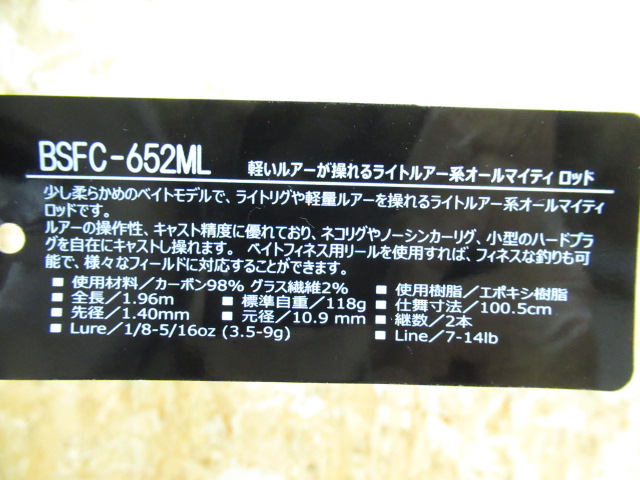 BSFC-652ML 軽いルアーが操れるライトルアー系オールマイティ ロッド
少し柔らかめのベイトモデルで、ライトリグや軽量ルアーを操れるライトルアー系オールマイティ
ロッドです。
ルアーの操作性、キャスト精度に優れており、ネコリグやノーシンカーリグ、小型のハードプラ
グを自在にキャストし操れます。 ベイトフィネス用リールを使用すれば、フィネスな釣りも可
能で、様々なフィールドに対応することができます。
■ 使用材料／カーボン98% グラス繊維2% ■ 使用樹脂／エポキシ樹脂
■ 全長／1.96m ■ 標準自重／118g ■ 仕舞寸法／100.5cm
■ 先径／1.40mm ■ 元径／10.9 mm ■ 継数／2本
■ Lure／1/8-5/16oz (3.5-9g) ■ Line／7-14lb